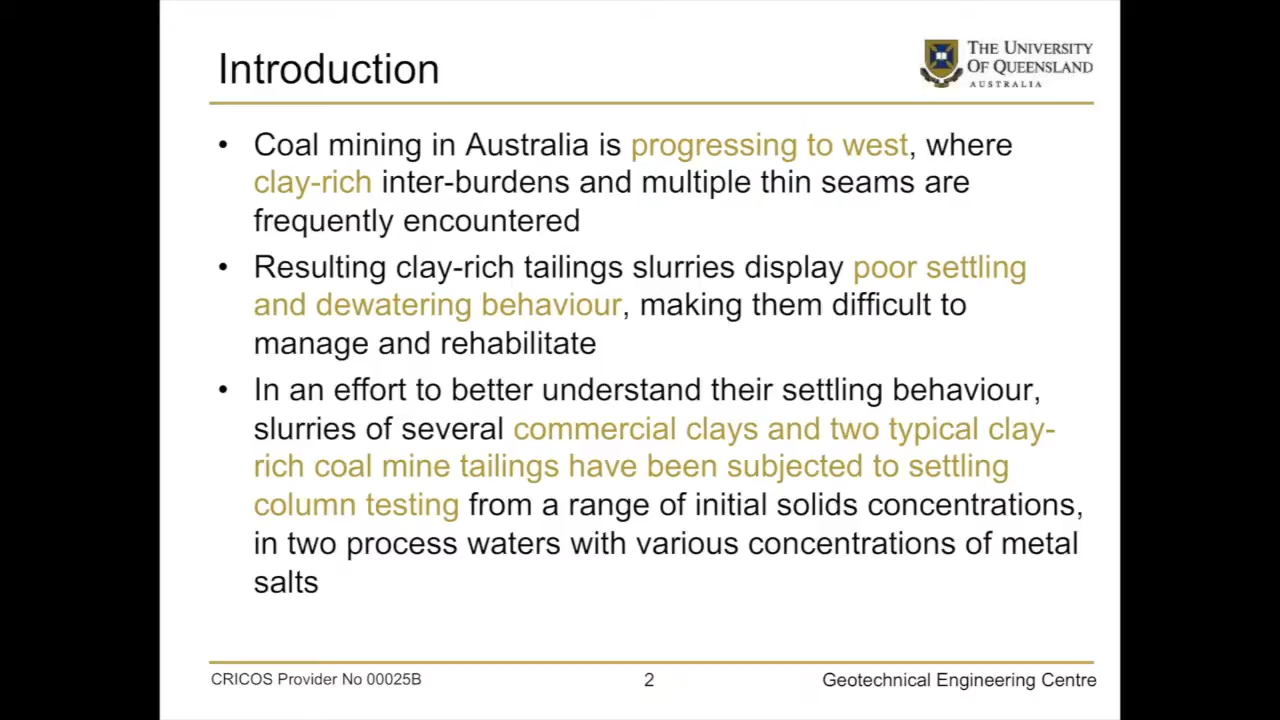 Introduction
THE UNIVERSITY
OF QUEENSLAND
AUSTRALIA
• Coal mining in Australia is progressing to west, where
clay-rich inter-burdens and multiple thin seams are
frequently encountered
• Resulting clay-rich tailings slurries display poor settling
and dewatering behaviour, making them difficult to
manage and rehabilitate
• In an effort to better understand their settling behaviour,
slurries of several commercial clays and two typical clay-
rich coal mine tailings have been subjected to settling
column testing from a range of initial solids concentrations,
in two process waters with various concentrations of metal
salts
CRICOS Provider No 00025B
2
Geotechnical Engineering Centre